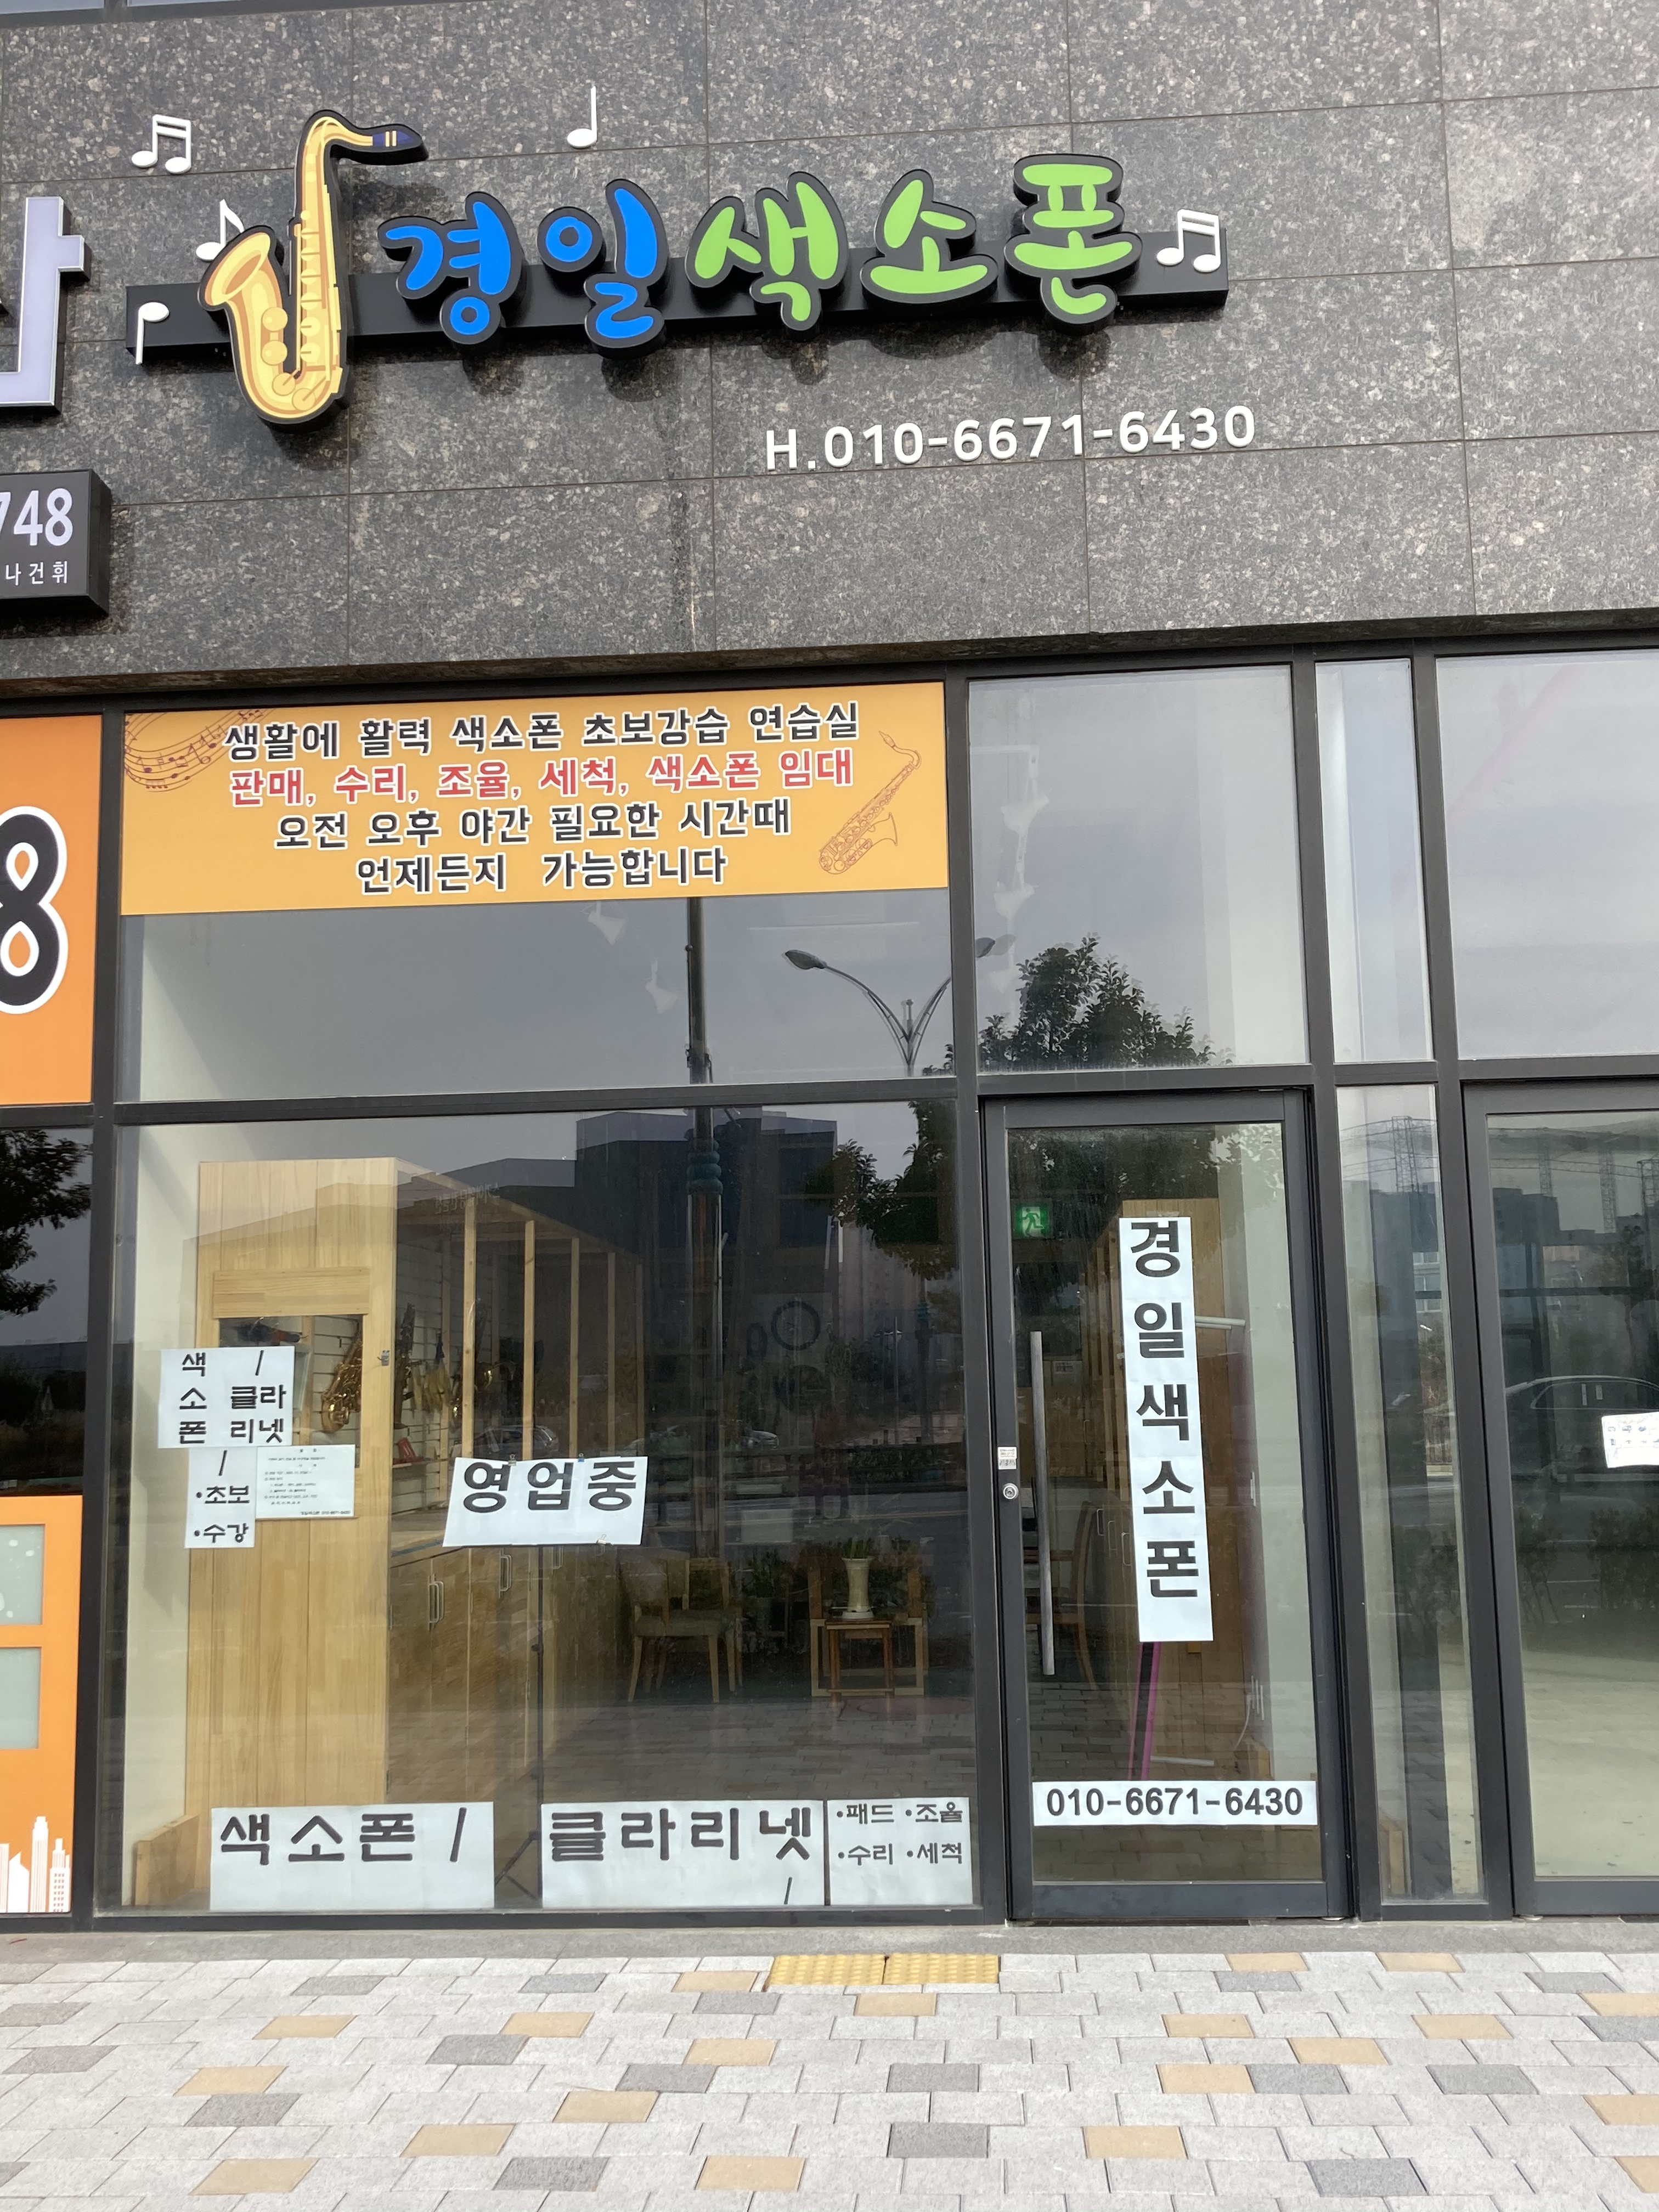 경일색소폰
H.010-6671-6430
748
나건휘
생활에 활력 색소폰 초보강습 연습실
판매, 수리, 조율, 세척, 색소폰 임대
오전 오후 야간 필요한 시간때
언제든지 가능합니다
8
색 /
소 클라
폰 리넷
/
•초보
•수강
영업중
경
일
색
소
폰
색소폰 /
클라리넷
/
•패드 •조율
•수리 •세척
010-6671-6430